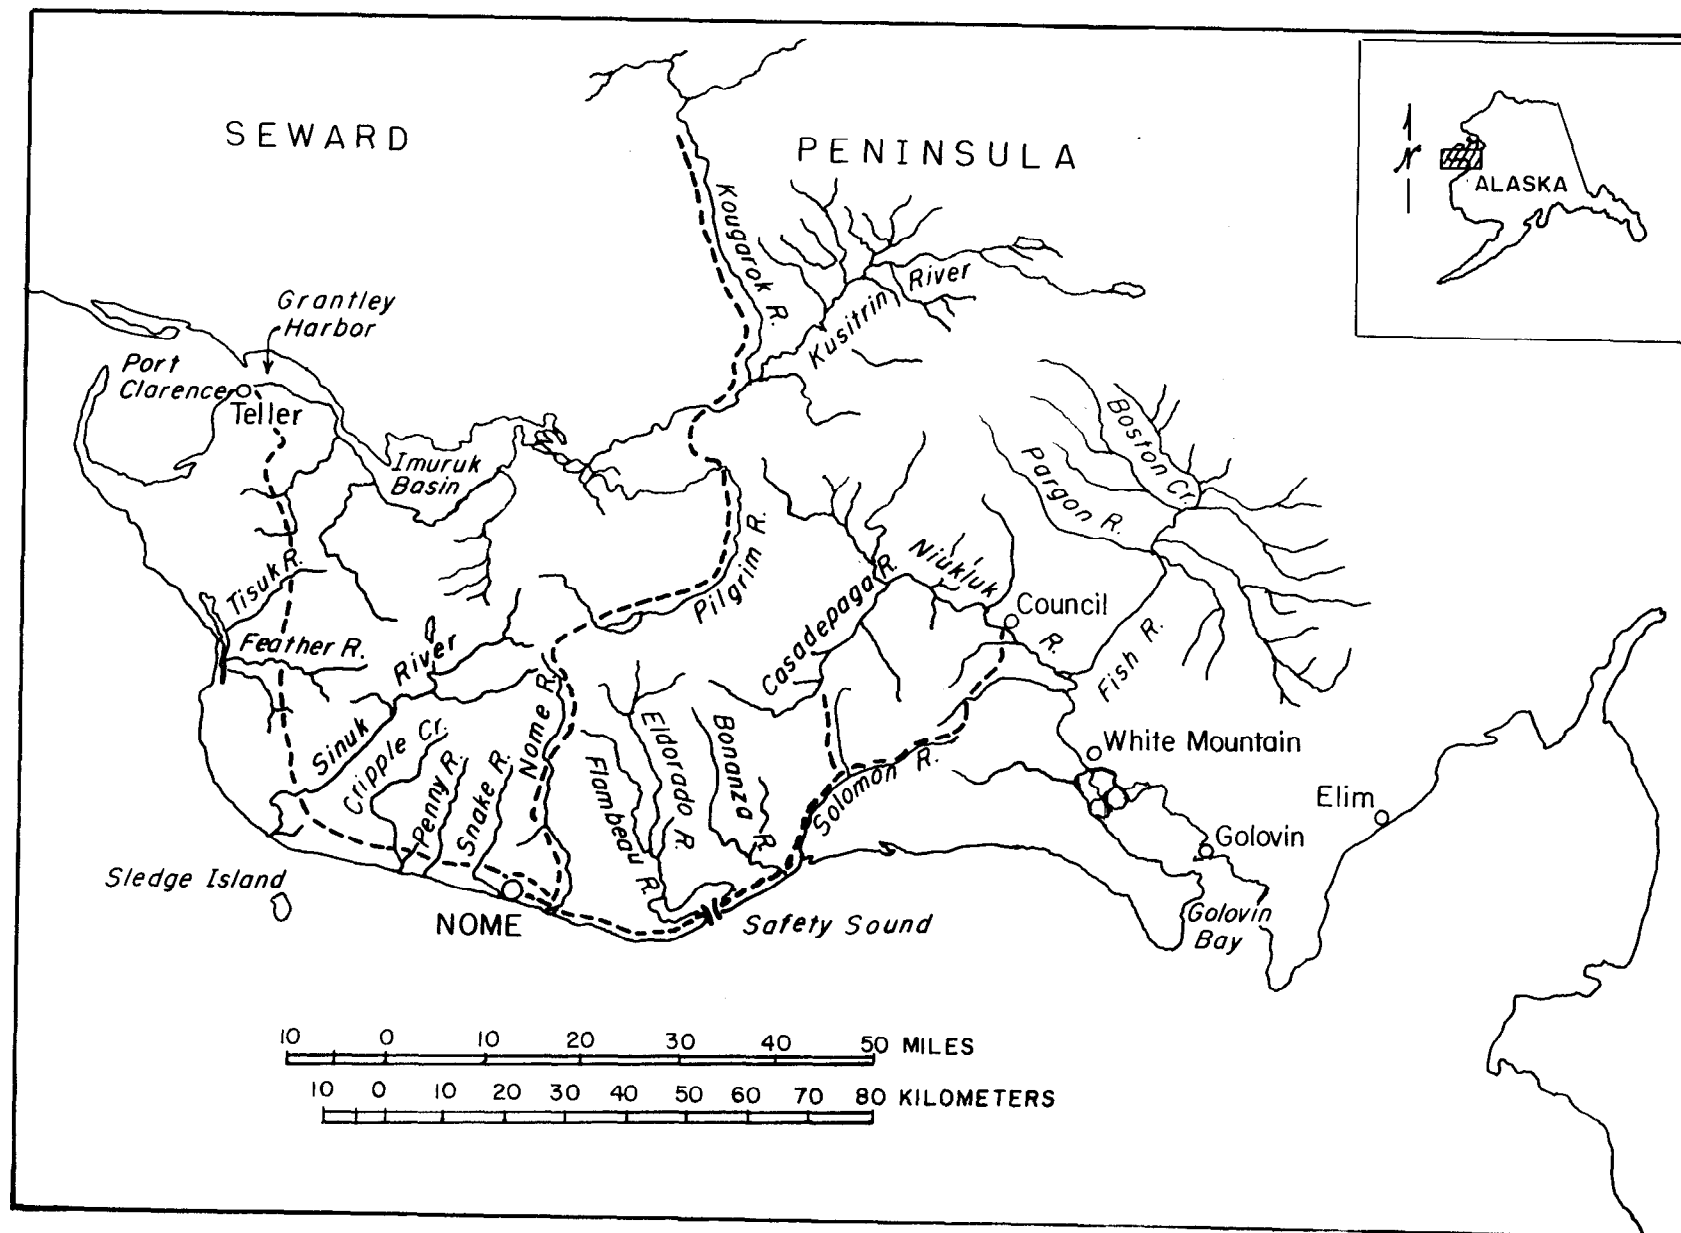 SEWARD
PENINSULA
N
ALASKA
Kougarok R.
Kusitrin River
Grantley
Harbor
Port
Clarence
Teller
Imuruk
Basin
Boston Cr.
Pargon R.
Pilgrim R.
Niukluk R.
Casadepaga R.
Council
Tisuk R.
Feather R.
Sinuk River
Fish R.
Cripple Cr.
Penny R.
Snake R.
Nome R.
Flambeau R.
Eldorado R.
Bonanza R.
Solomon R.
White Mountain
Elim
Golovin
Golovin
Bay
Sledge Island
NOME
Safety Sound
10 0 10 20 30 40 50 MILES
10 0 10 20 30 40 50 60 70 80 KILOMETERS